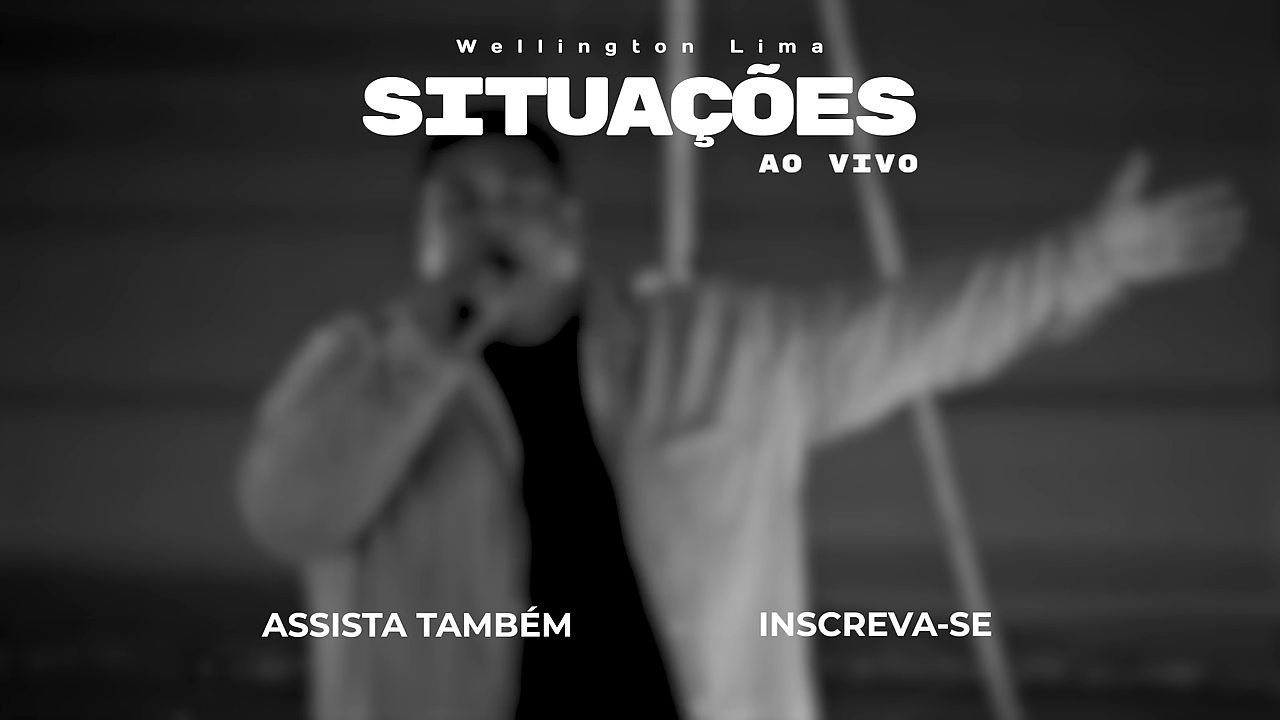 Wellington Lima
SITUAÇÕES
AO VIVO
ASSISTA TAMBÉM
INSCREVA-SE